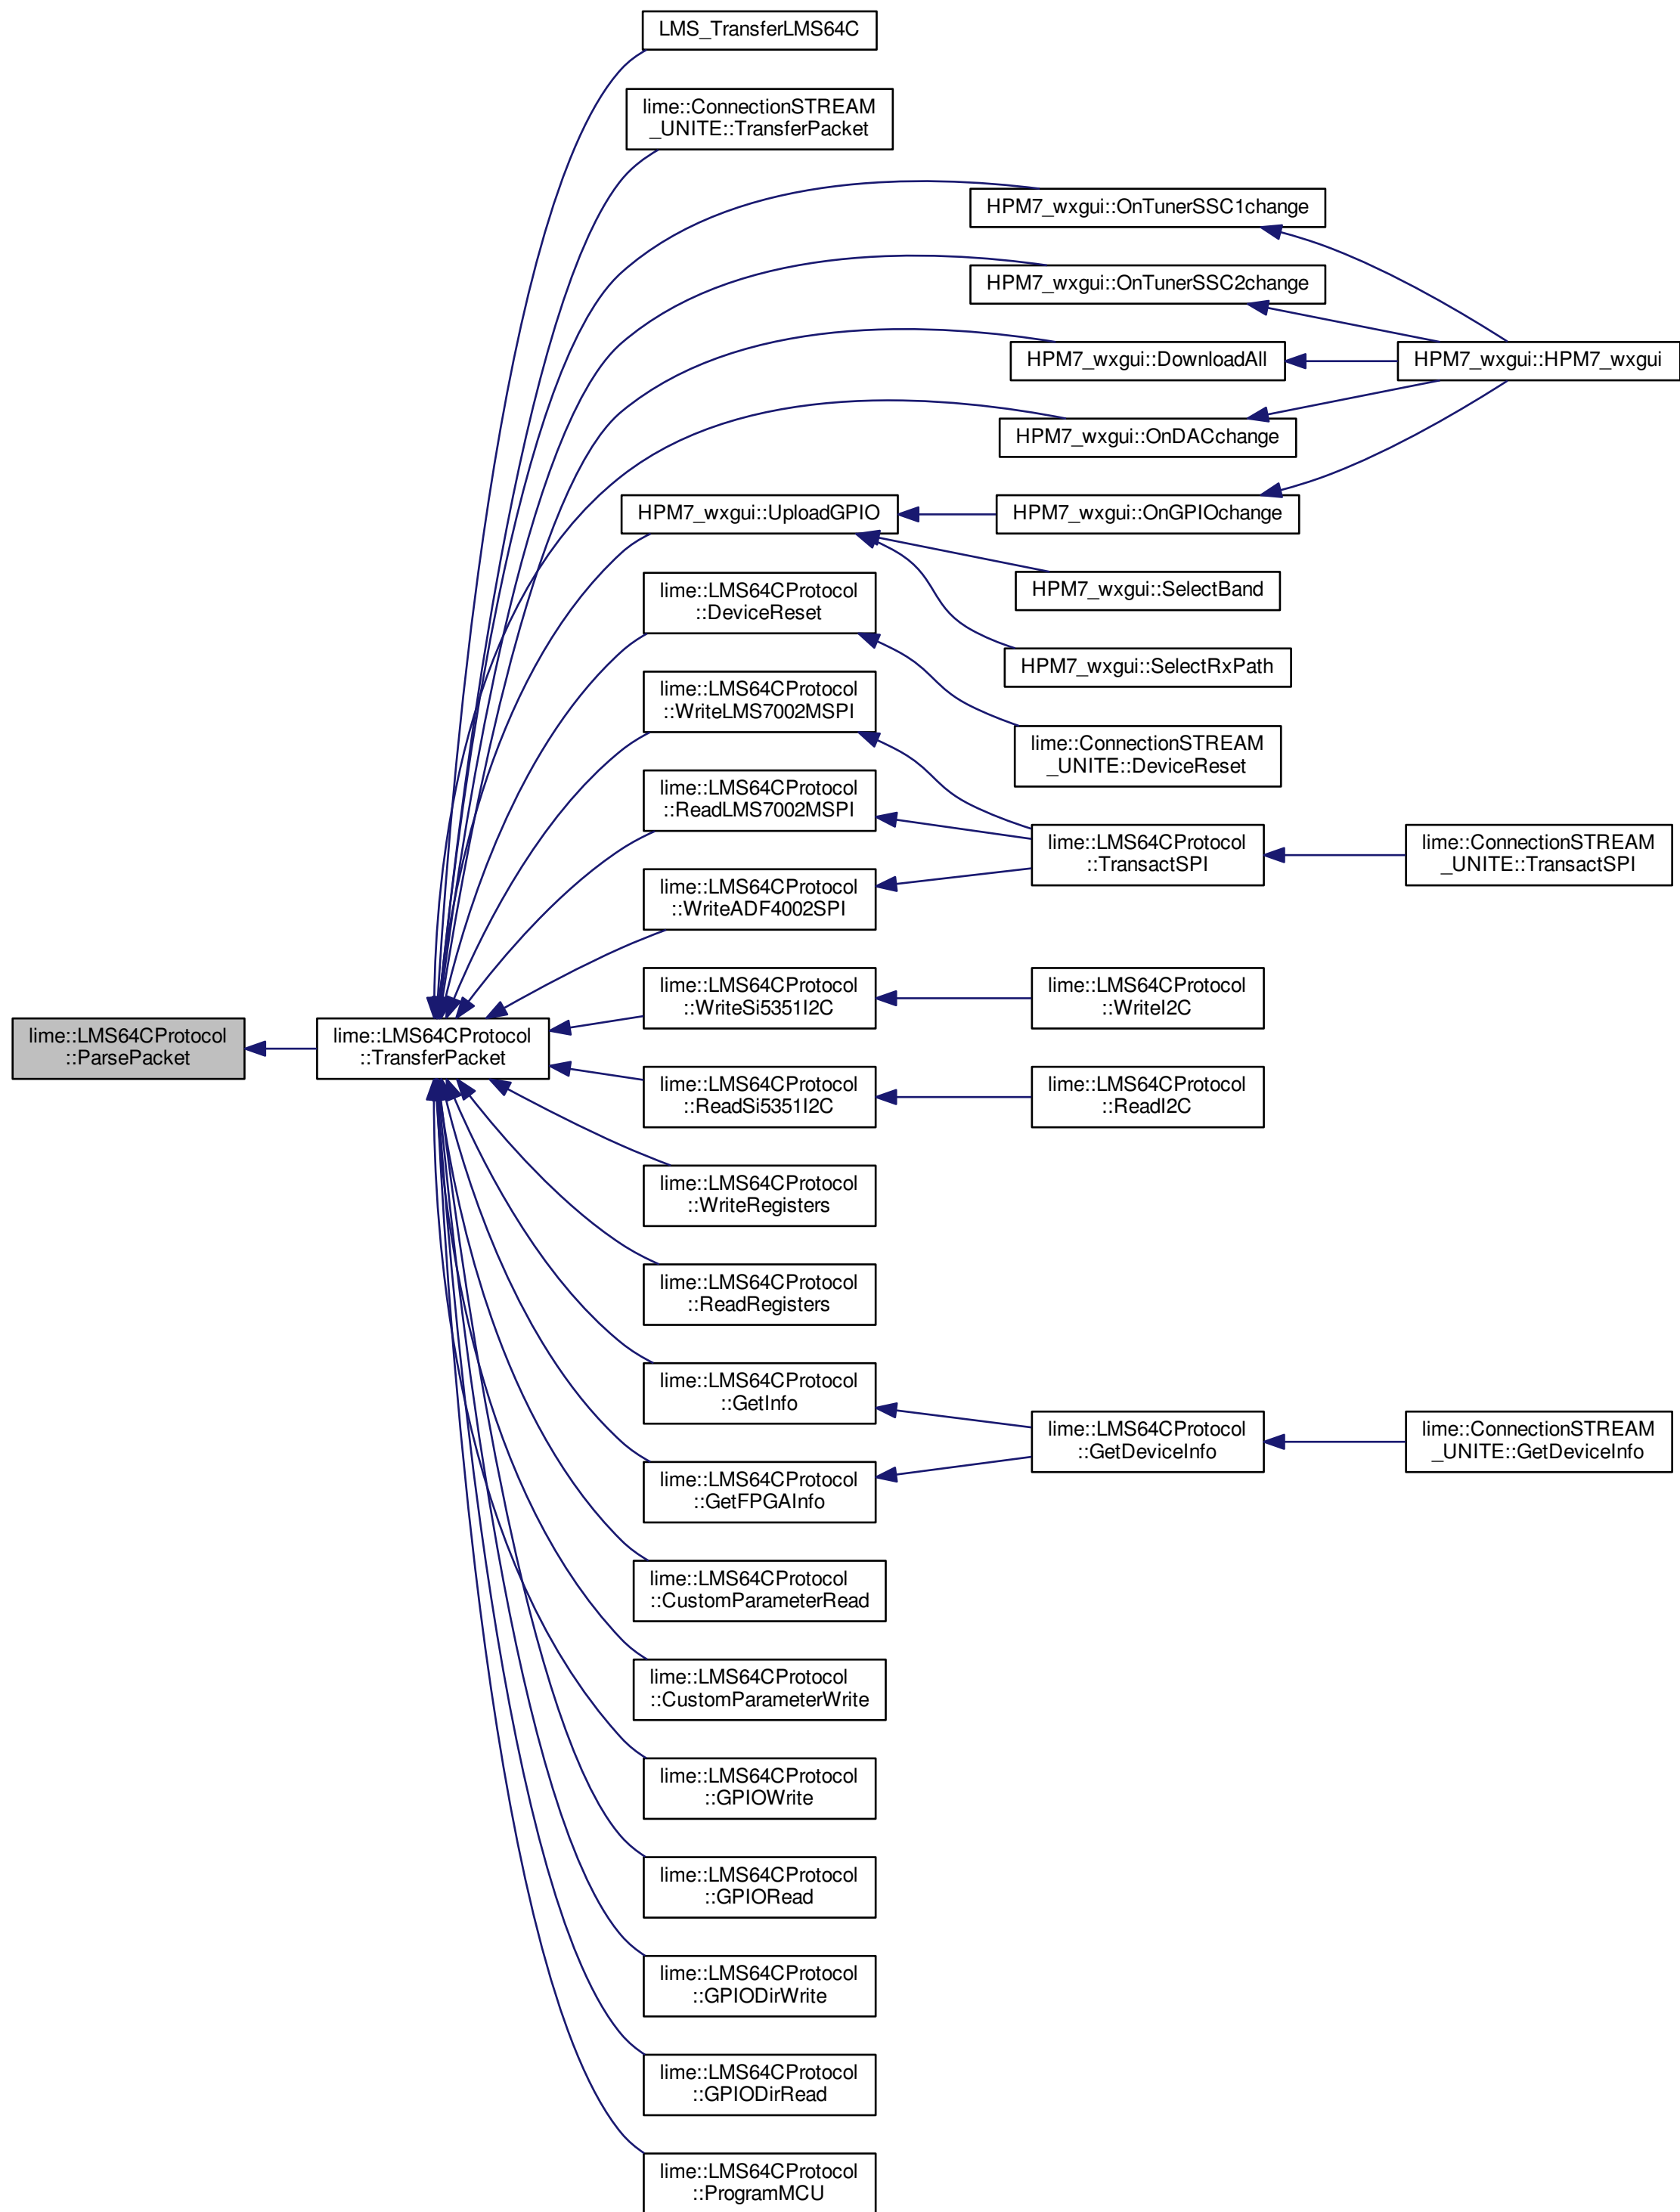 LMS_TransferLMS64C
lime::ConnectionSTREAM
_UNITE::TransferPacket
HPM7_wxgui::OnTunerSSC1change
HPM7_wxgui::OnTunerSSC2change
HPM7_wxgui::DownloadAll
HPM7_wxgui::HPM7_wxgui
HPM7_wxgui::OnDACchange
HPM7_wxgui::UploadGPIO
HPM7_wxgui::OnGPIOchange
HPM7_wxgui::SelectBand
lime::LMS64CProtocol
::DeviceReset
HPM7_wxgui::SelectRxPath
lime::LMS64CProtocol
::WriteLMS7002MSPI
lime::ConnectionSTREAM
_UNITE::DeviceReset
lime::LMS64CProtocol
::ReadLMS7002MSPI
lime::LMS64CProtocol
::TransactSPI
lime::ConnectionSTREAM
_UNITE::TransactSPI
lime::LMS64CProtocol
::WriteADF4002SPI
lime::LMS64CProtocol
::WriteSi5351I2C
lime::LMS64CProtocol
::WriteI2C
lime::LMS64CProtocol
::ParsePacket
lime::LMS64CProtocol
::TransferPacket
lime::LMS64CProtocol
::ReadSi5351I2C
lime::LMS64CProtocol
::ReadI2C
lime::LMS64CProtocol
::WriteRegisters
lime::LMS64CProtocol
::ReadRegisters
lime::LMS64CProtocol
::GetInfo
lime::LMS64CProtocol
::GetDeviceInfo
lime::ConnectionSTREAM
_UNITE::GetDeviceInfo
lime::LMS64CProtocol
::GetFPGAInfo
lime::LMS64CProtocol
::CustomParameterRead
lime::LMS64CProtocol
::CustomParameterWrite
lime::LMS64CProtocol
::GPIOWrite
lime::LMS64CProtocol
::GPIORead
lime::LMS64CProtocol
::GPIODirWrite
lime::LMS64CProtocol
::GPIODirRead
lime::LMS64CProtocol
::ProgramMCU